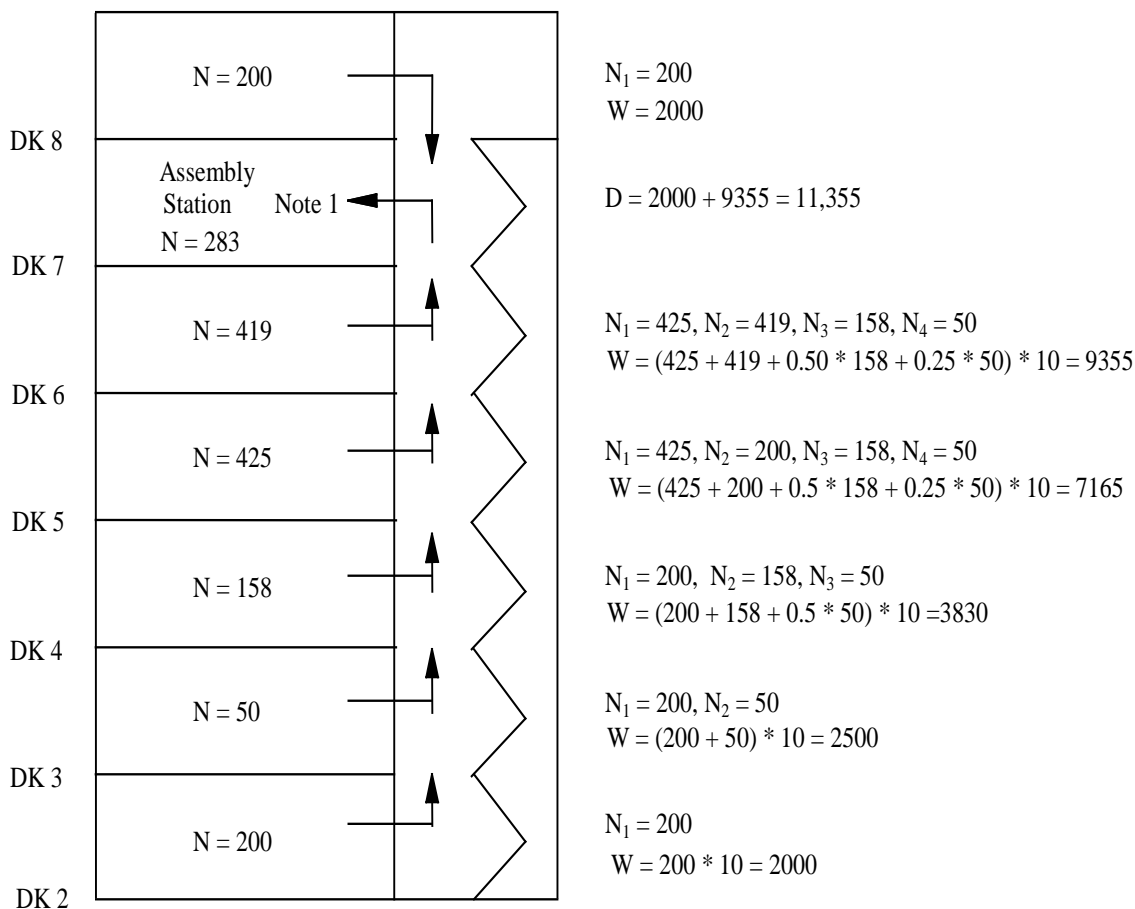 N = 200
N₁ = 200
W = 2000
DK 8
Assembly
Station Note 1
N = 283
D = 2000 + 9355 = 11,355
DK 7
N = 419
N₁ = 425, N₂ = 419, N₃ = 158, N₄ = 50
W = (425 + 419 + 0.50 * 158 + 0.25 * 50) * 10 = 9355
DK 6
N = 425
N₁ = 425, N₂ = 200, N₃ = 158, N₄ = 50
W = (425 + 200 + 0.5 * 158 + 0.25 * 50) * 10 = 7165
DK 5
N = 158
N₁ = 200, N₂ = 158, N₃ = 50
W = (200 + 158 + 0.5 * 50) * 10 =3830
DK 4
N = 50
N₁ = 200, N₂ = 50
W = (200 + 50) * 10 = 2500
DK 3
N = 200
N₁ = 200
W = 200 * 10 = 2000
DK 2